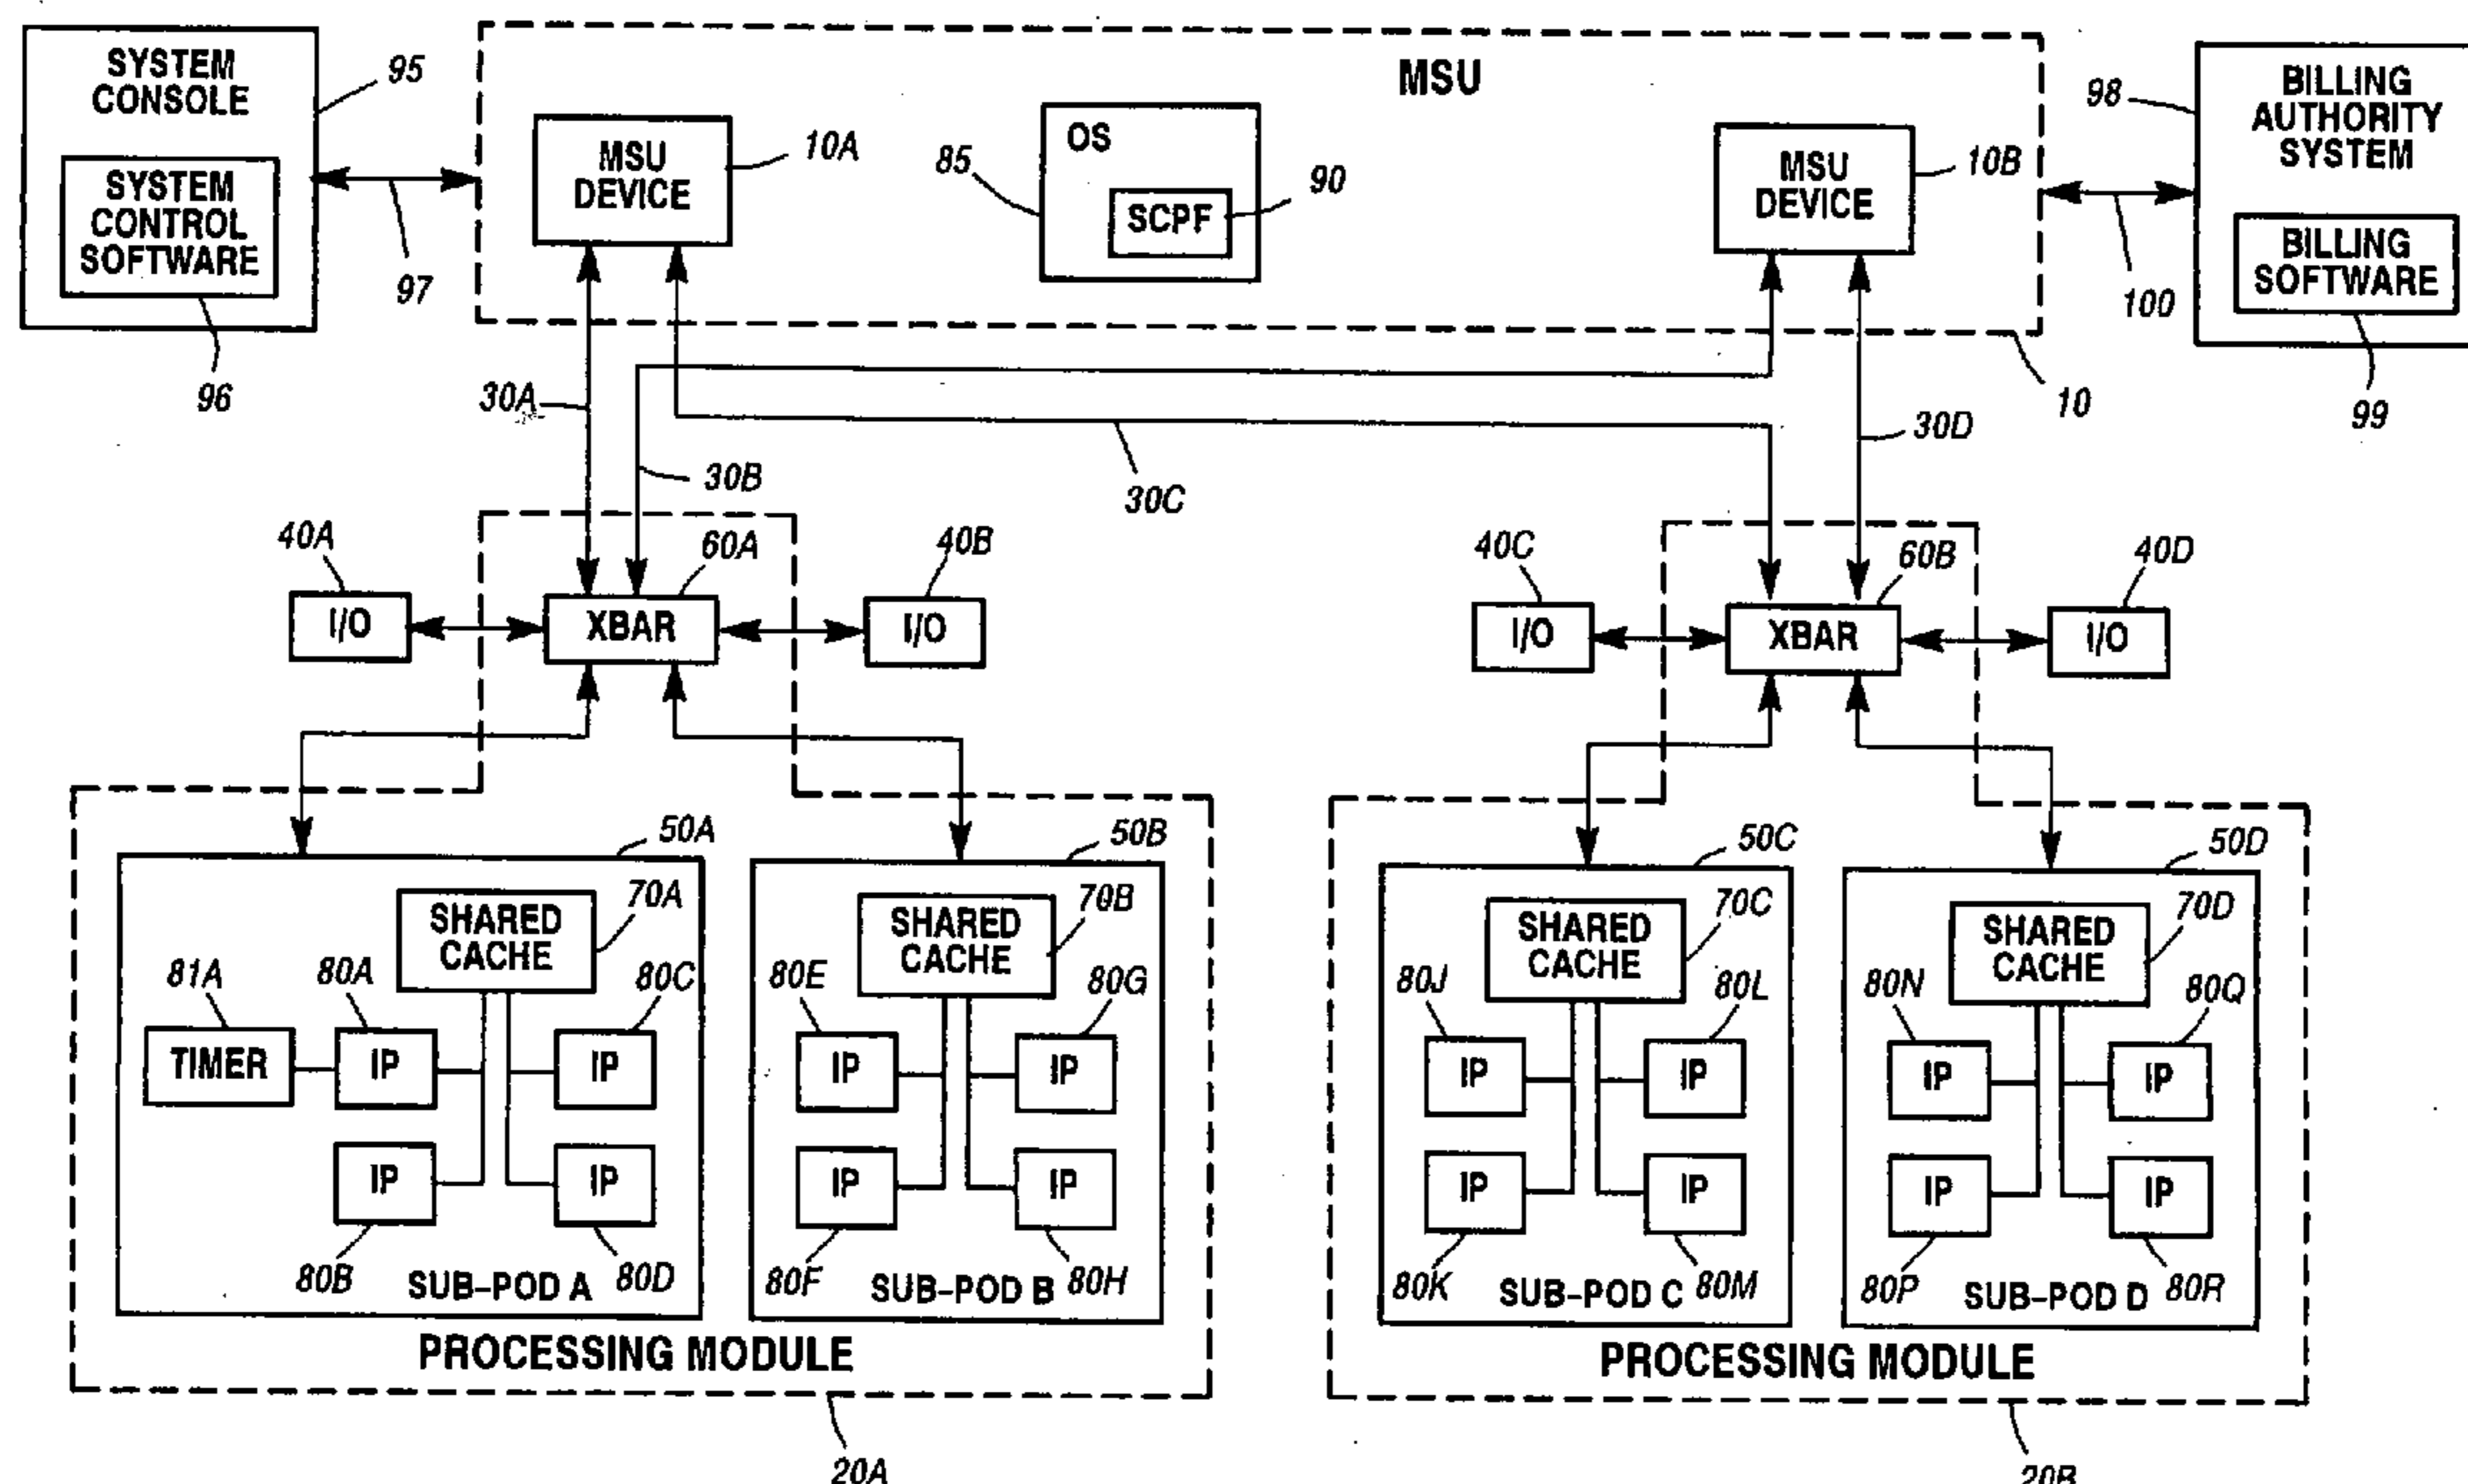 SYSTEM
CONSOLE
95
SYSTEM
CONTROL
SOFTWARE
96
97
MSU
MSU
DEVICE
10A
OS
85
SCPF
90
MSU
DEVICE
10B
98
BILLING
AUTHORITY
SYSTEM
BILLING
SOFTWARE
100
99
10
30A
30B
30C
30D
40A
I/O
60A
XBAR
40B
I/O
40C
I/O
60B
XBAR
40D
I/O
50A
SHARED
CACHE
70A
81A
TIMER
80A
IP
80C
IP
IP
80B
IP
80D
SUB-POD A
50B
SHARED
CACHE
70B
80E
IP
80G
IP
IP
80F
IP
80H
SUB-POD B
PROCESSING MODULE
20A
50C
SHARED
CACHE
70C
80J
IP
80L
IP
IP
80K
IP
80M
SUB-POD C
50D
SHARED
CACHE
70D
80N
IP
80Q
IP
IP
80P
IP
80R
SUB-POD D
PROCESSING MODULE
20B